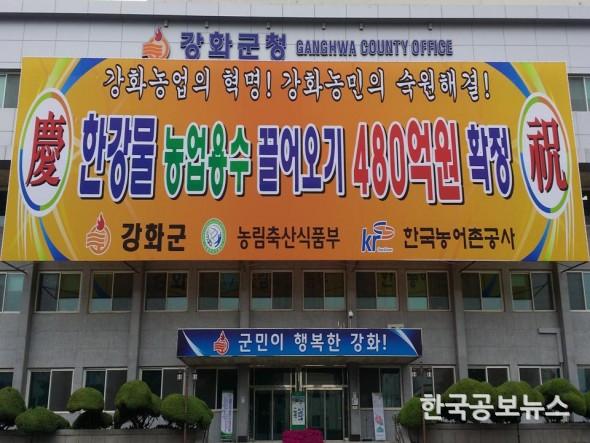 강화군청 GANGHWA COUNTY OFFICE
강화농업의 혁명! 강화농민의 숙원해결!
慶 한강물 농업용수 끌어오기 480억원 확정 祝
강화군 농림축산식품부 한국농어촌공사
군민이 행복한 강화!
한국공보뉴스